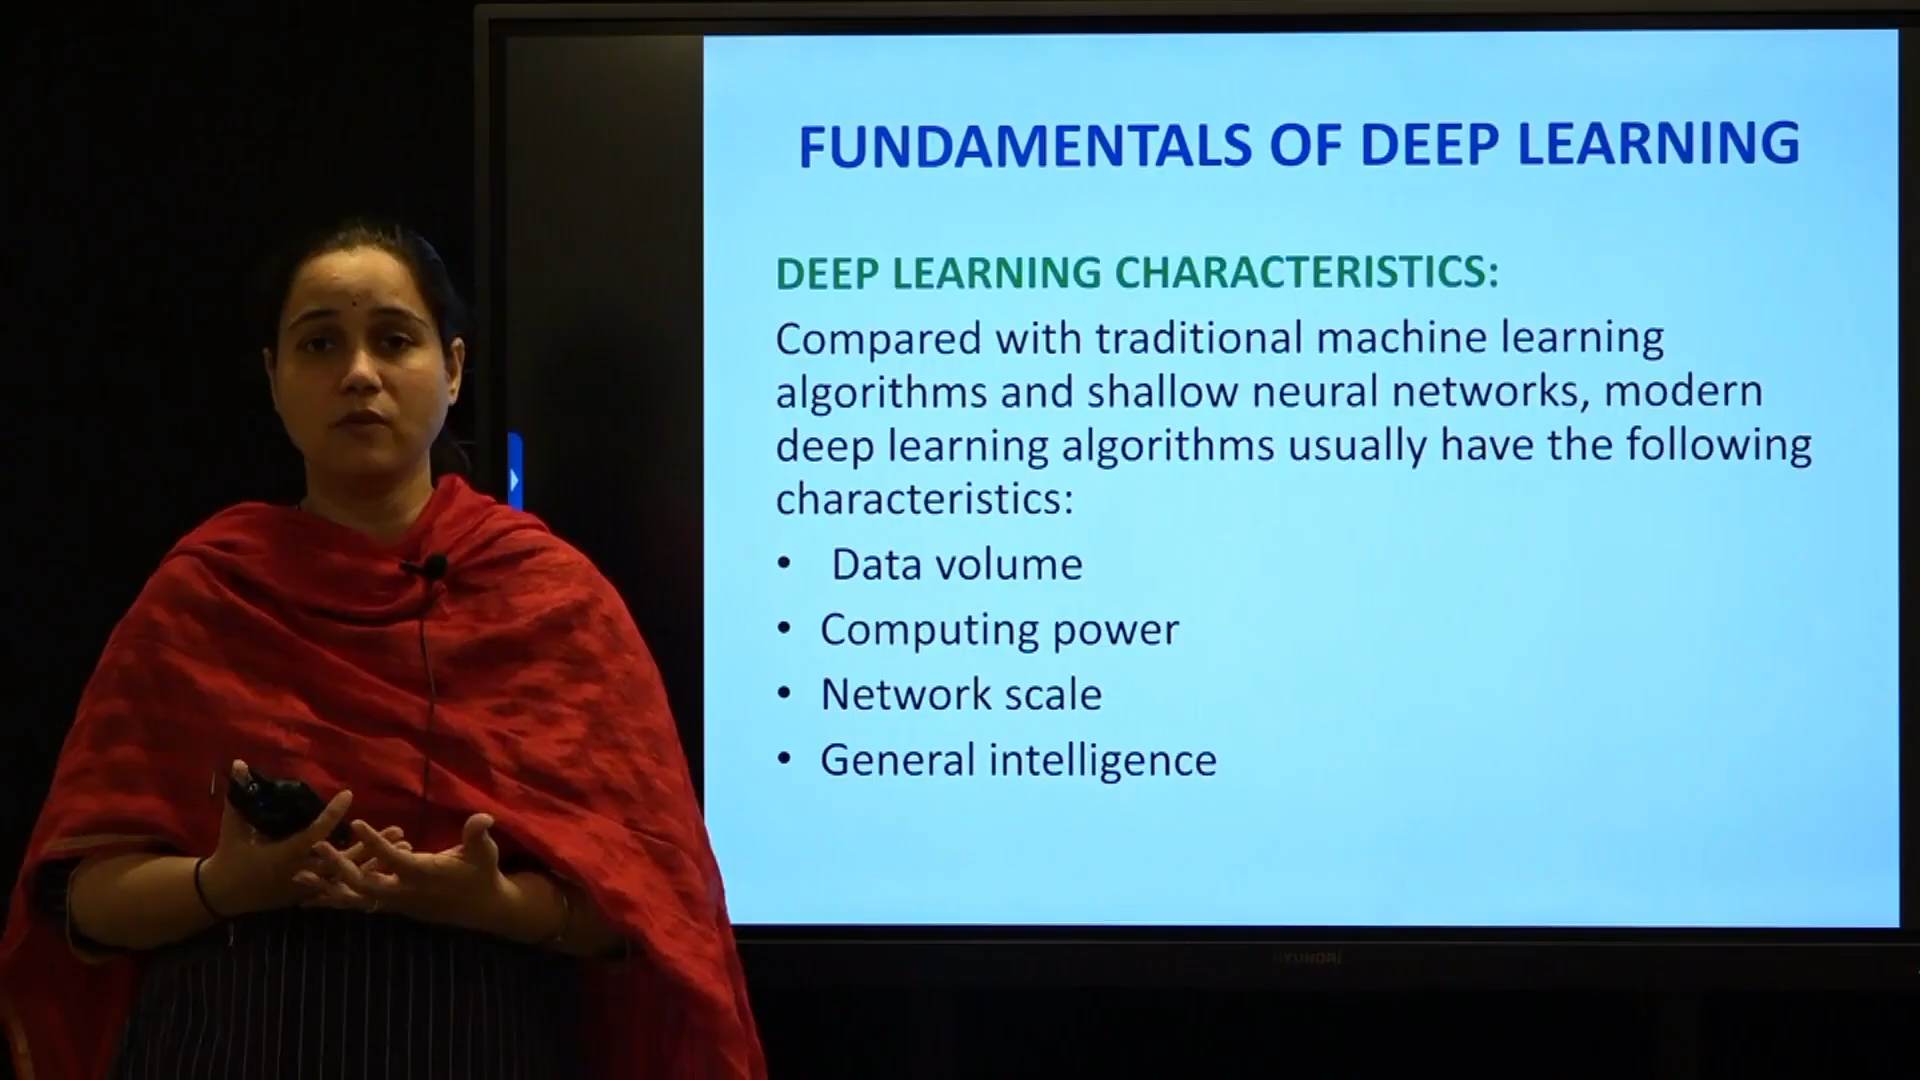 FUNDAMENTALS OF DEEP LEARNING
DEEP LEARNING CHARACTERISTICS:
Compared with traditional machine learning
algorithms and shallow neural networks, modern
deep learning algorithms usually have the following
characteristics:
• Data volume
• Computing power
• Network scale
• General intelligence
HYUNDAI